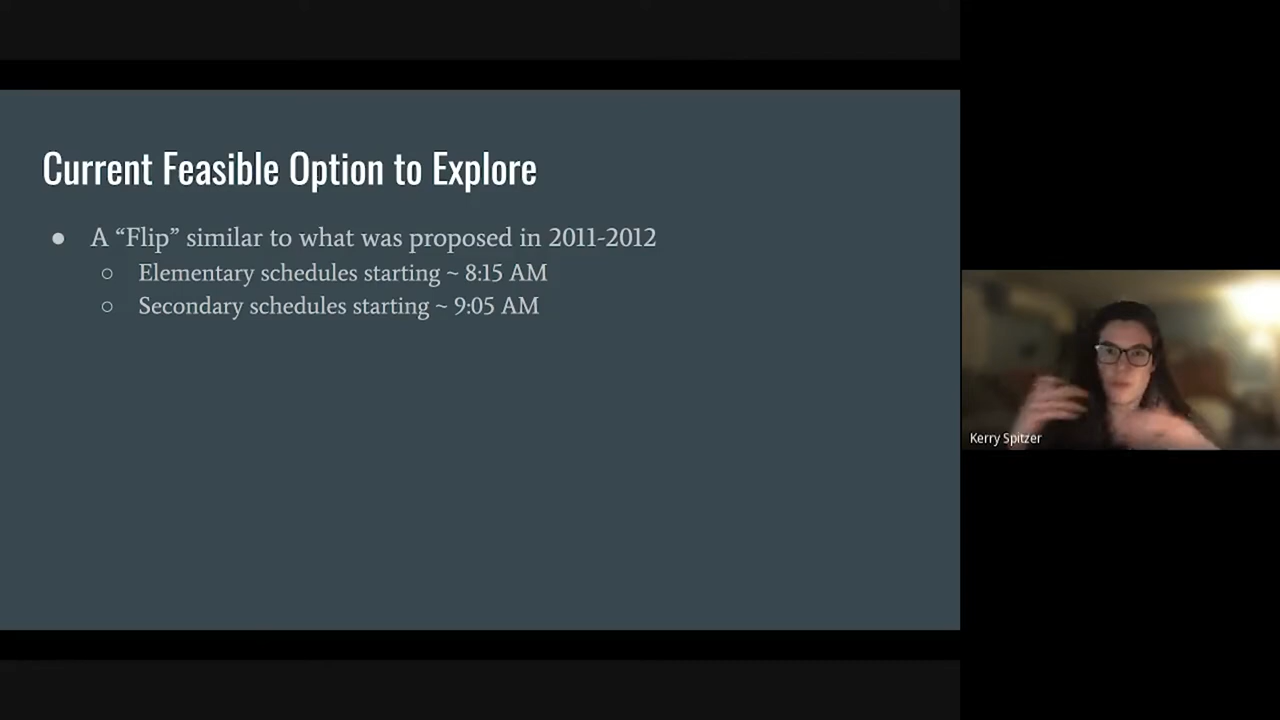 Current Feasible Option to Explore
● A “Flip” similar to what was proposed in 2011-2012
○ Elementary schedules starting ~ 8:15 AM
○ Secondary schedules starting ~ 9:05 AM
Kerry Spitzer